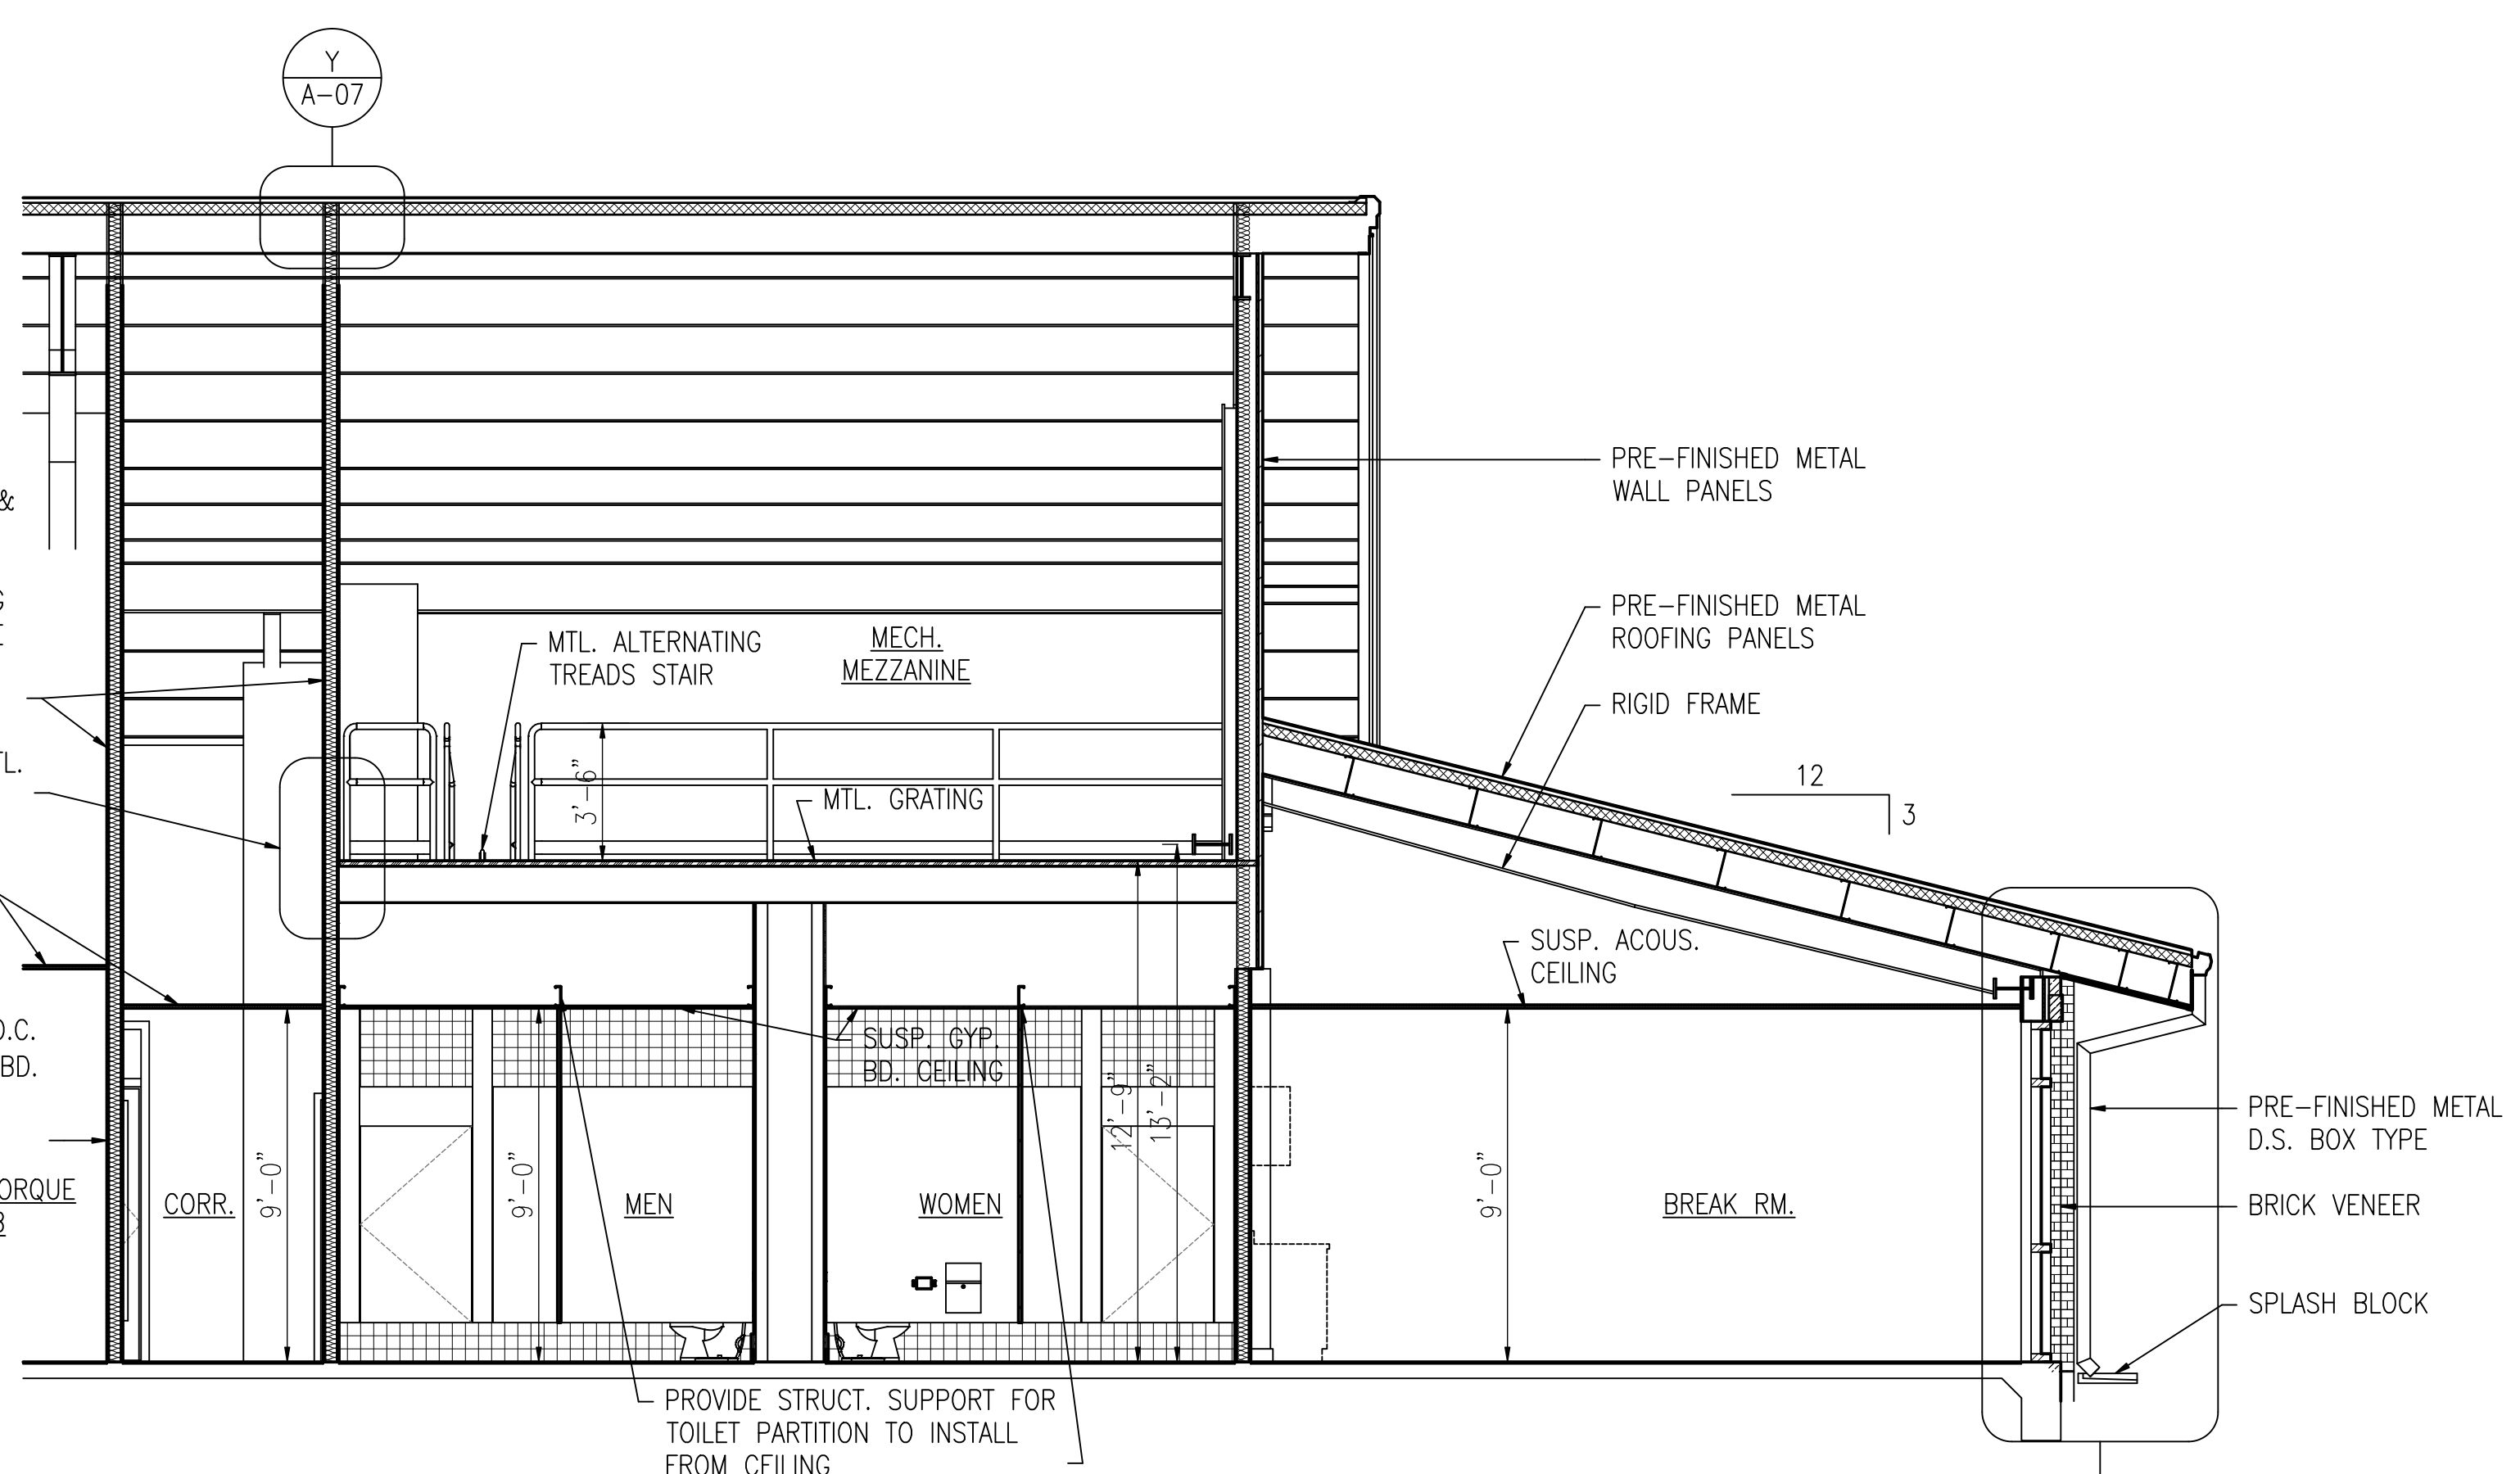 Y
A-07
&
PRE-FINISHED METAL
WALL PANELS
PRE-FINISHED METAL
ROOFING PANELS
MTL. ALTERNATING
TREADS STAIR
MECH.
MEZZANINE
RIGID FRAME
12
3
3'-6"
MTL. GRATING
SUSP. ACOUS.
CEILING
SUSP. GYP.
BD. CEILING
O.C.
BD.
12'-9"
13'-2"
PRE-FINISHED METAL
D.S. BOX TYPE
CORR.
9'-0"
9'-0"
MEN
WOMEN
9'-0"
BREAK RM.
BRICK VENEER
SPLASH BLOCK
PROVIDE STRUCT. SUPPORT FOR
TOILET PARTITION TO INSTALL
FROM CEILING